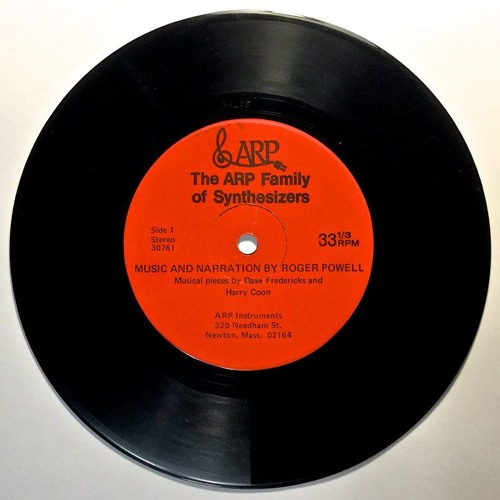 ARP
The ARP Family
of Synthesizers
Side 1
Stereo
30761
33 1/3
RPM
MUSIC AND NARRATION BY ROGER POWELL
Musical pieces by Dave Fredericks and
Harry Coon
ARP Instruments
320 Needham St.
Newton, Mass. 02164